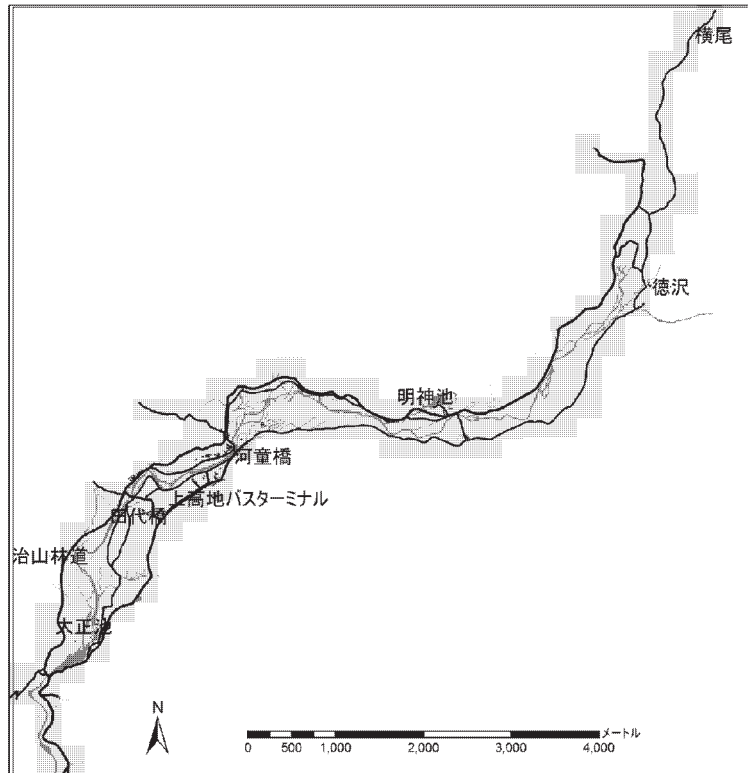 横尾
徳沢
明神池
河童橋
上高地バスターミナル
田代橋
治山林道
大正池
N
メートル
0 500 1,000 2,000 3,000 4,000